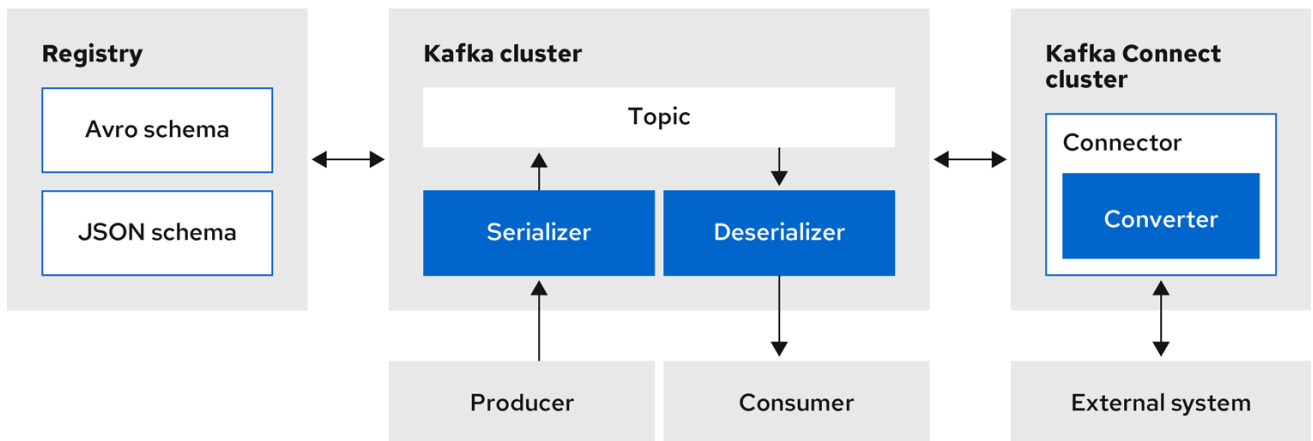 Registry
Avro schema
JSON schema
Kafka cluster
Topic
Serializer
Deserializer
Producer
Consumer
Kafka Connect
cluster
Connector
Converter
External system